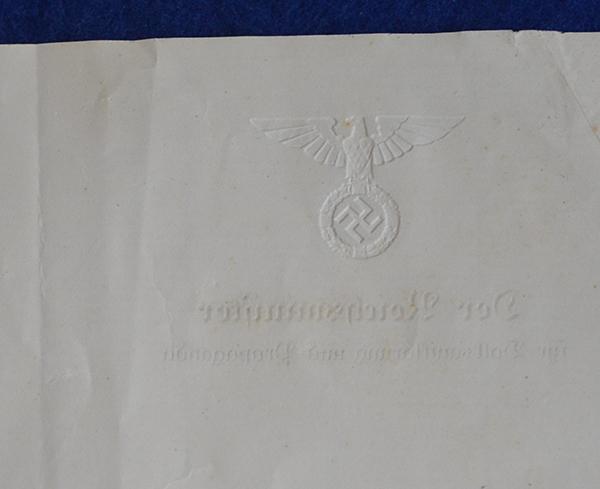 Der Reichsminister
für Volksaufklärung und Propaganda